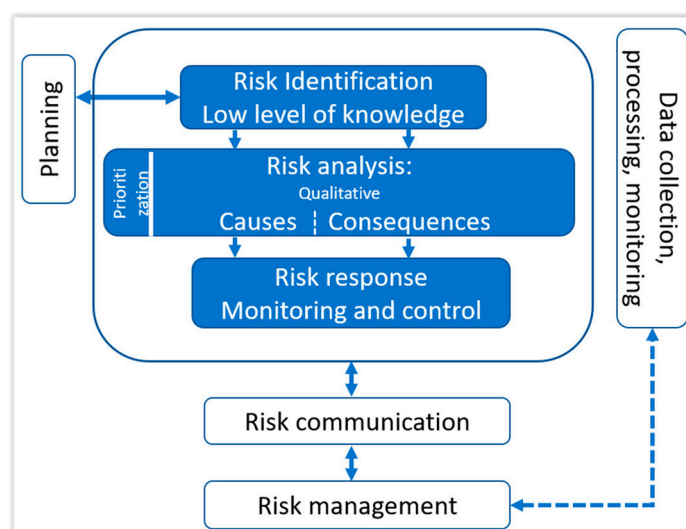 Planning
Risk Identification
Low level of knowledge
Prioriti
zation
Risk analysis:
Qualitative
Causes Consequences
Risk response
Monitoring and control
Data collection,
processing, monitoring
Risk communication
Risk management